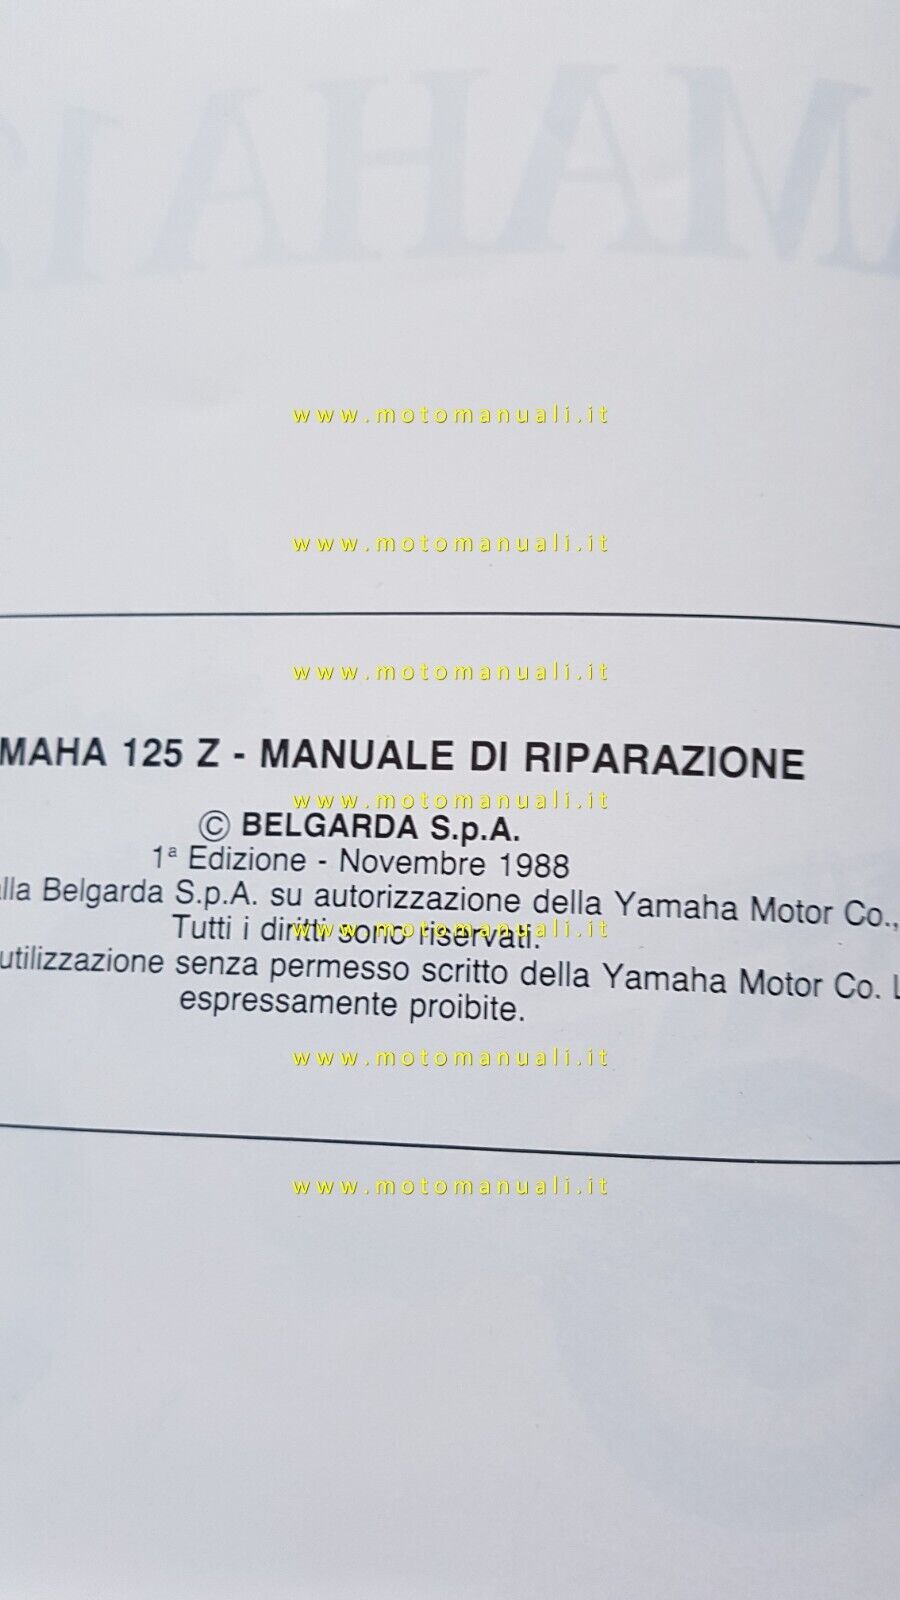 MAHA 12
www.motomanuali.it
www.motomanuali.it
www.motomanuali.it
MAHA 125 Z - MANUALE DI RIPARAZIONE
www.motomanuali.it
© BELGARDA S.p.A.
1ª Edizione - Novembre 1988
lla Belgarda S.p.A. su autorizzazione della Yamaha Motor Co.,
Tutti i diritti sono riservati.
www.motomanuali.it
utilizzazione senza permesso scritto della Yamaha Motor Co. L
espressamente proibite.
www.motomanuali.it
www.motomanuali.it